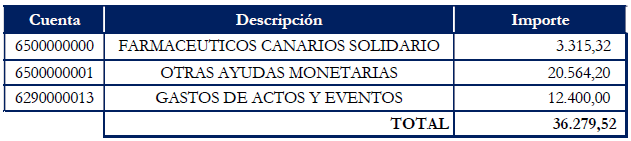 Cuenta Descripción Importe
6500000000 FARMACEUTICOS CANARIOS SOLIDARIO 3.315,32
6500000001 OTRAS AYUDAS MONETARIAS 20.564,20
6290000013 GASTOS DE ACTOS Y EVENTOS 12.400,00
TOTAL 36.279,52